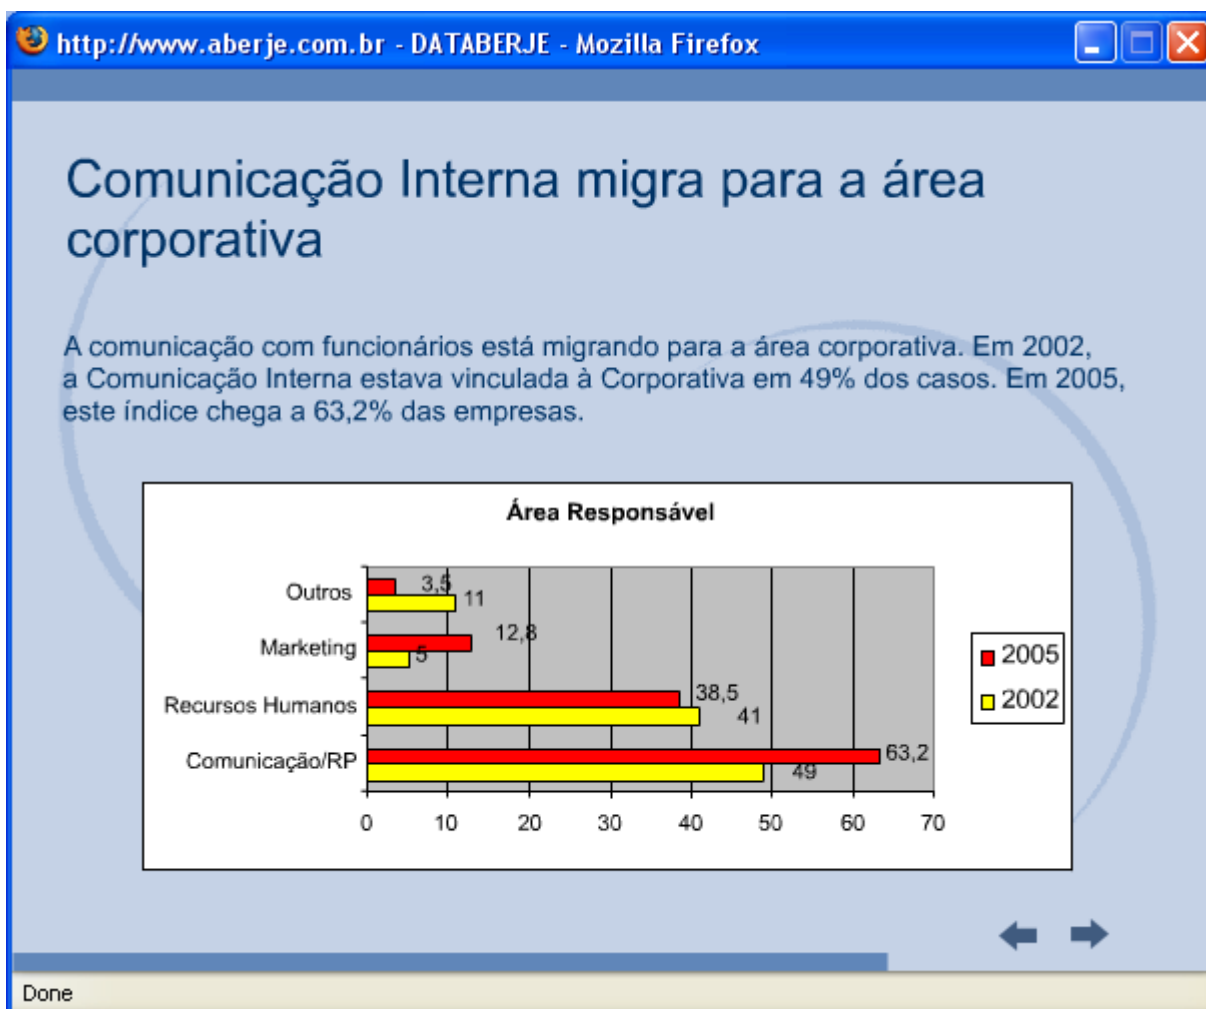 http://www.aberje.com.br - DATABERJE - Mozilla Firefox
Comunicação Interna migra para a área
corporativa
A comunicação com funcionários está migrando para a área corporativa. Em 2002,
a Comunicação Interna estava vinculada à Corporativa em 49% dos casos. Em 2005,
este índice chega a 63,2% das empresas.
Área Responsável
Outros
3,5
11
Marketing
12,8
5
Recursos Humanos
38,5
41
Comunicação/RP
63,2
49
0 10 20 30 40 50 60 70
2005
2002
Done